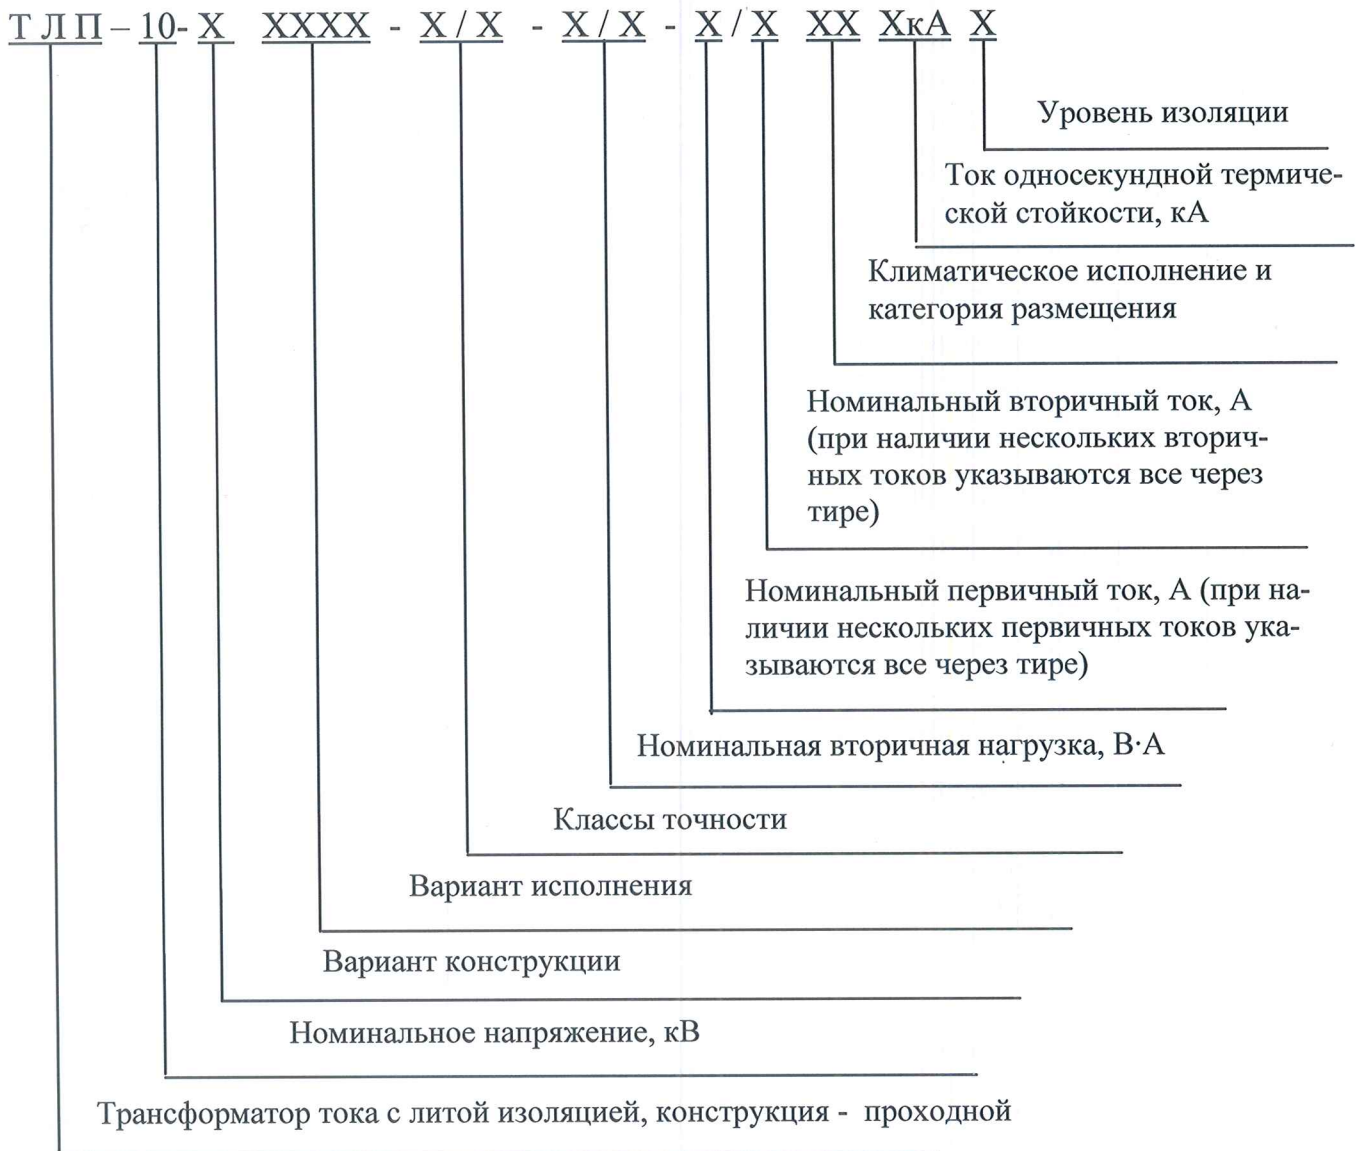 ТЛП – 10- Х ХХХХ - Х / Х - Х / Х - Х / Х ХХ ХкА Х
Уровень изоляции
Ток односекундной термиче-
ской стойкости, кА
Климатическое исполнение и
категория размещения
Номинальный вторичный ток, А
(при наличии нескольких вторич-
ных токов указываются все через
тире)
Номинальный первичный ток, А (при на-
личии нескольких первичных токов ука-
зываются все через тире)
Номинальная вторичная нагрузка, В·А
Классы точности
Вариант исполнения
Вариант конструкции
Номинальное напряжение, кВ
Трансформатор тока с литой изоляцией, конструкция - проходной